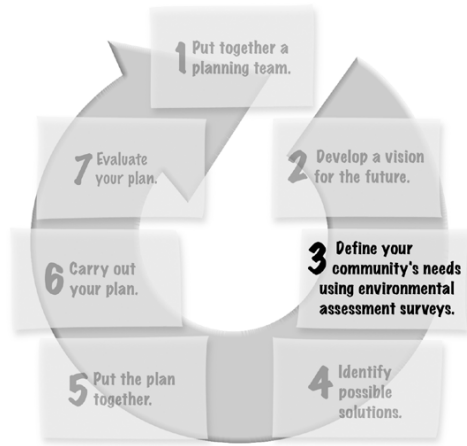 1 Put together a
planning team.
2 Develop a vision
for the future.
3 Define your
community's needs
using environmental
assessment surveys.
4 Identify
possible
solutions.
5 Put the plan
together.
6 Carry out
your plan.
7 Evaluate
your plan.